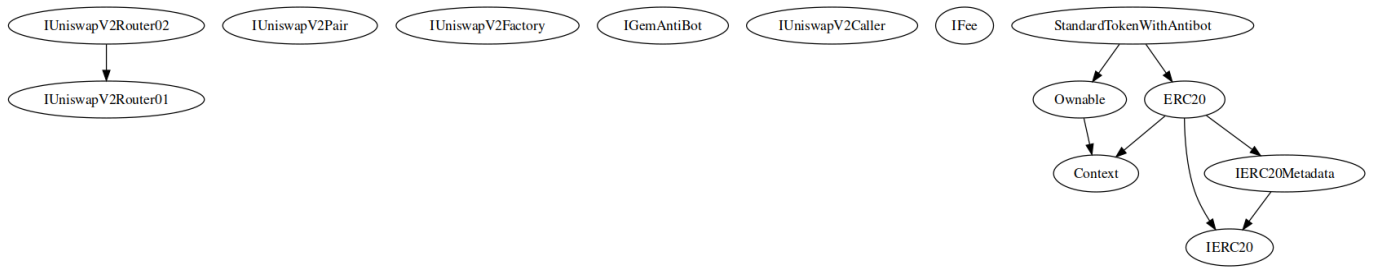 IUniswapV2Router02
IUniswapV2Pair
IUniswapV2Factory
IGemAntiBot
IUniswapV2Caller
IFee
StandardTokenWithAntibot
IUniswapV2Router01
Ownable
ERC20
Context
IERC20Metadata
IERC20